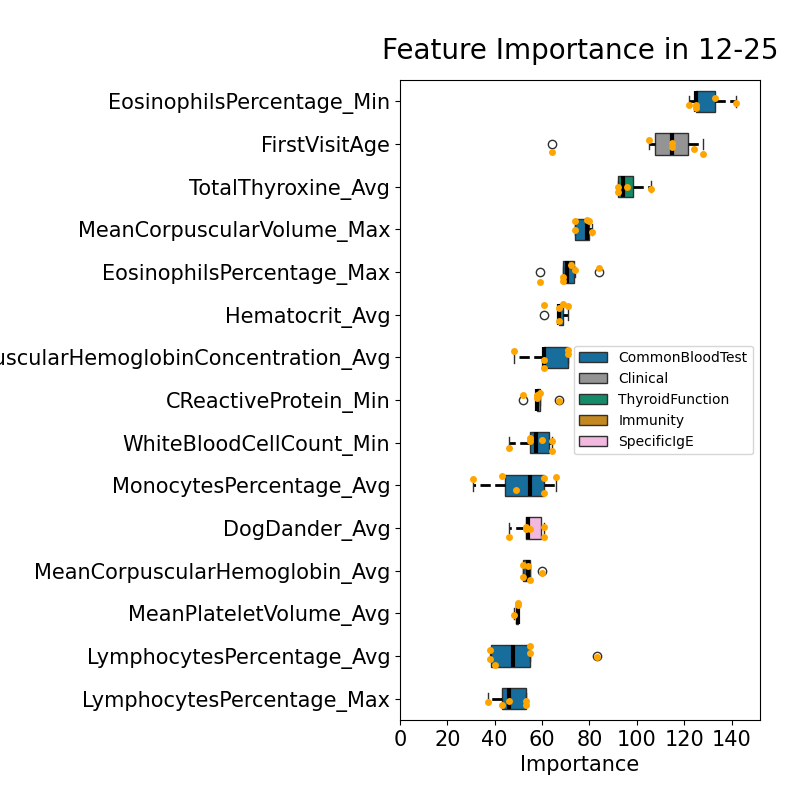 Feature Importance in 12-25
EosinophilsPercentage_Min
FirstVisitAge
TotalThyroxine_Avg
MeanCorpuscularVolume_Max
EosinophilsPercentage_Max
Hematocrit_Avg
uscularHemoglobinConcentration_Avg
CReactiveProtein_Min
WhiteBloodCellCount_Min
MonocytesPercentage_Avg
DogDander_Avg
MeanCorpuscularHemoglobin_Avg
MeanPlateletVolume_Avg
LymphocytesPercentage_Avg
LymphocytesPercentage_Max
CommonBloodTest
Clinical
ThyroidFunction
Immunity
SpecificIgE
0 20 40 60 80 100 120 140
Importance